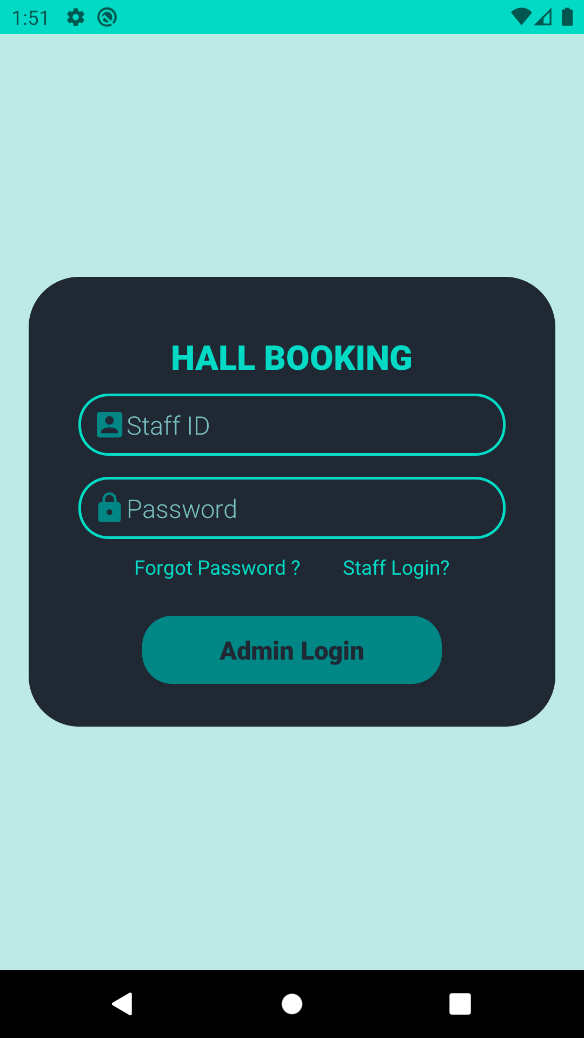 1:51
HALL BOOKING
Staff ID
Password
Forgot Password ? Staff Login?
Admin Login